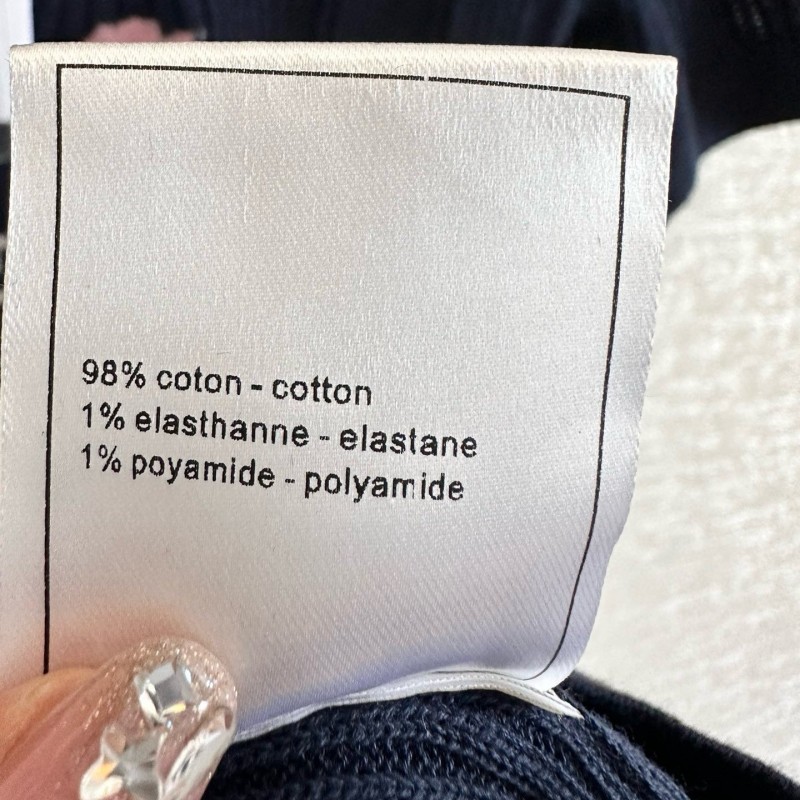 98% coton - cotton
1% elasthanne - elastane
1% poyamide - polyamide